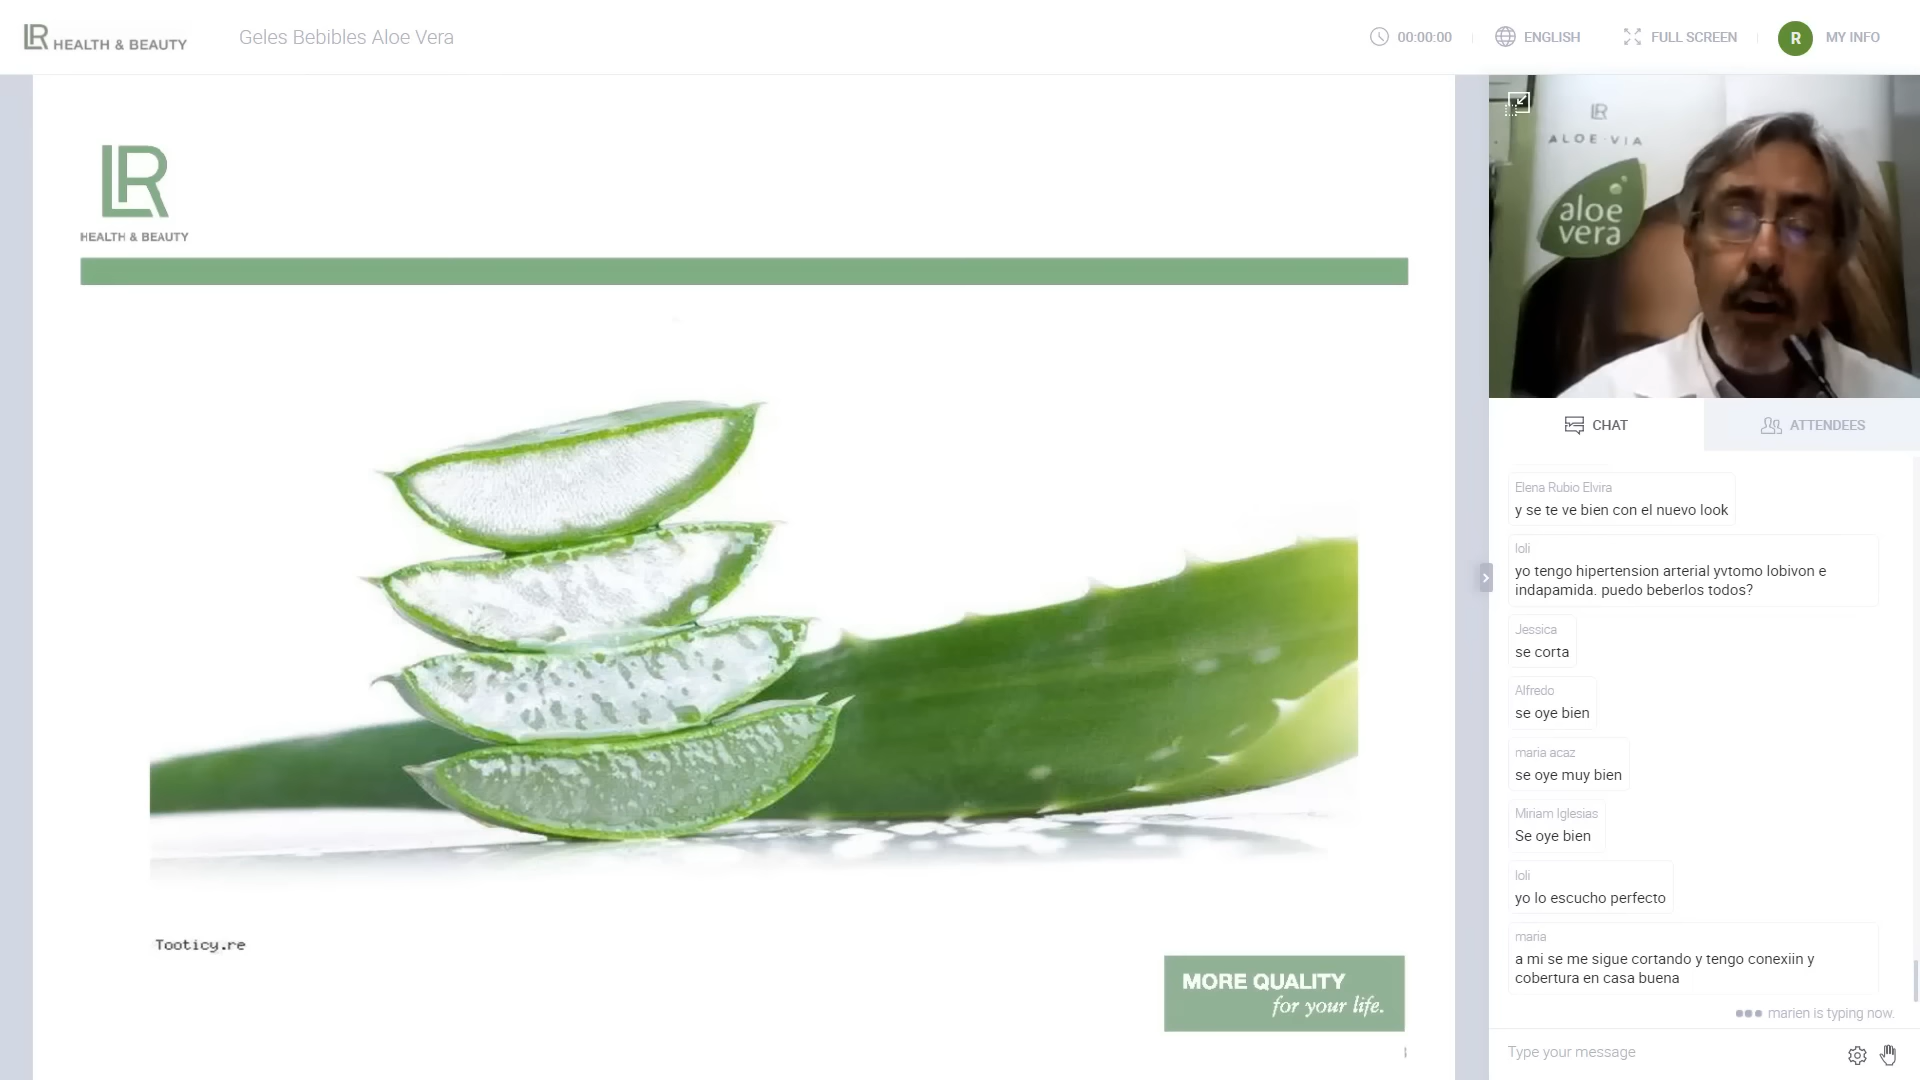 LR HEALTH & BEAUTY
Geles Bebibles Aloe Vera
00:00:00
ENGLISH
FULL SCREEN
R
MY INFO
LR
HEALTH & BEAUTY
Tooticy.re
MORE QUALITY
for your life.
LR
ALOE·VIA
aloe
vera
CHAT
ATTENDEES
Elena Rubio Elvira
y se te ve bien con el nuevo look
loli
yo tengo hipertension arterial yvtomo lobivon e
indapamida. puedo beberlos todos?
Jessica
se corta
Alfredo
se oye bien
maria acaz
se oye muy bien
Miriam Iglesias
Se oye bien
loli
yo lo escucho perfecto
maria
a mi se me sigue cortando y tengo conexiin y
cobertura en casa buena
marien is typing now.
Type your message